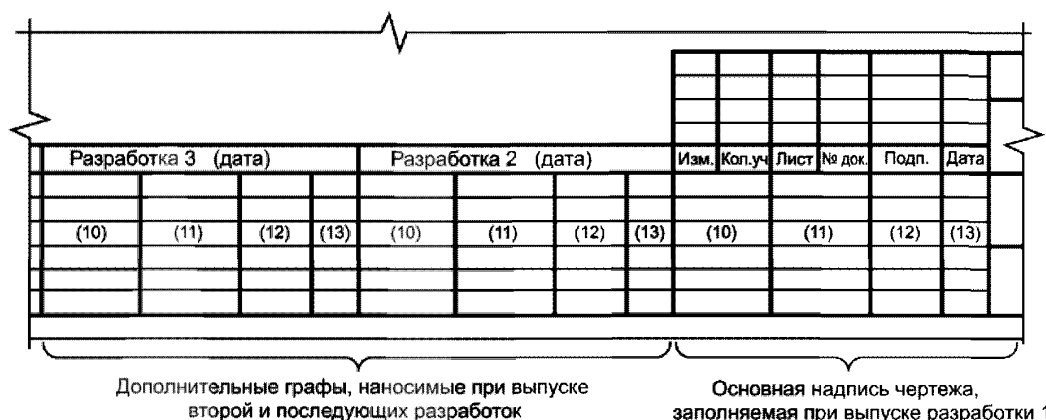 Разработка 3 (дата) Разработка 2 (дата) Изм. Кол.уч Лист № док. Подп. Дата
(10) (11) (12) (13) (10) (11) (12) (13) (10) (11) (12) (13)
Дополнительные графы, наносимые при выпуске
второй и последующих разработок
Основная надпись чертежа,
заполняемая при выпуске разработки 1